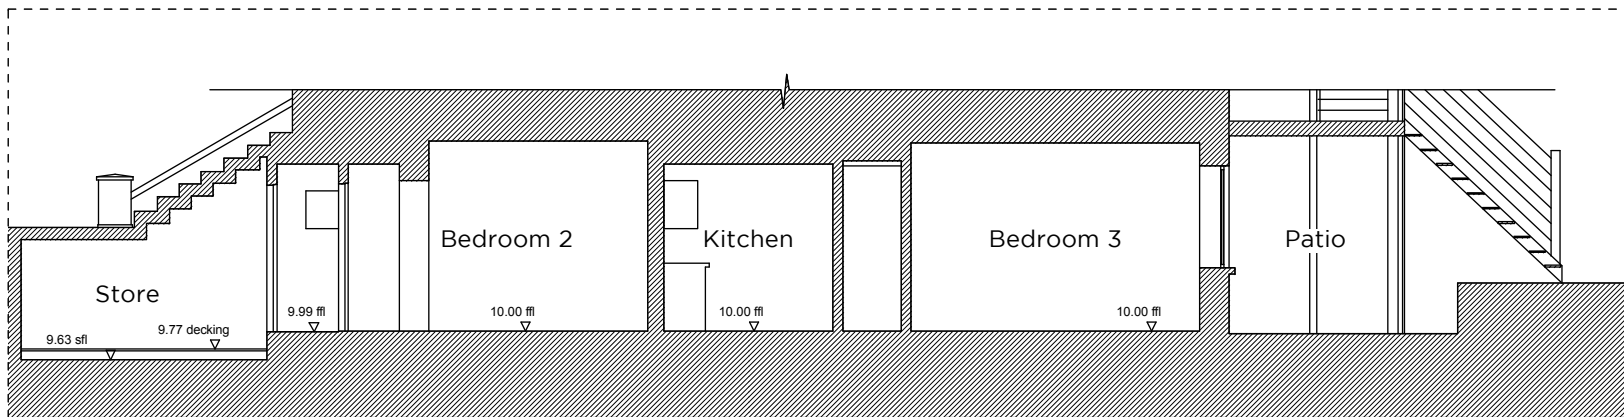 Bedroom 2
Kitchen
Bedroom 3
Patio
Store
9.63 sfl
9.77 decking
9.99 ffl
10.00 ffl
10.00 ffl
10.00 ffl